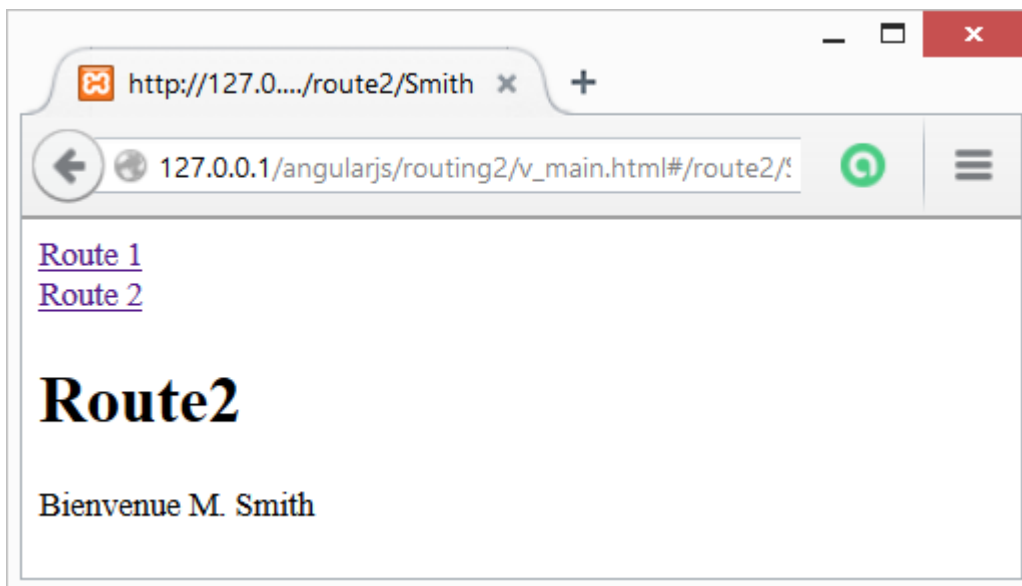 http://127.0..../route2/Smith
127.0.0.1/angularjs/routing2/v_main.html#/route2/
Route 1
Route 2
Route2
Bienvenue M. Smith